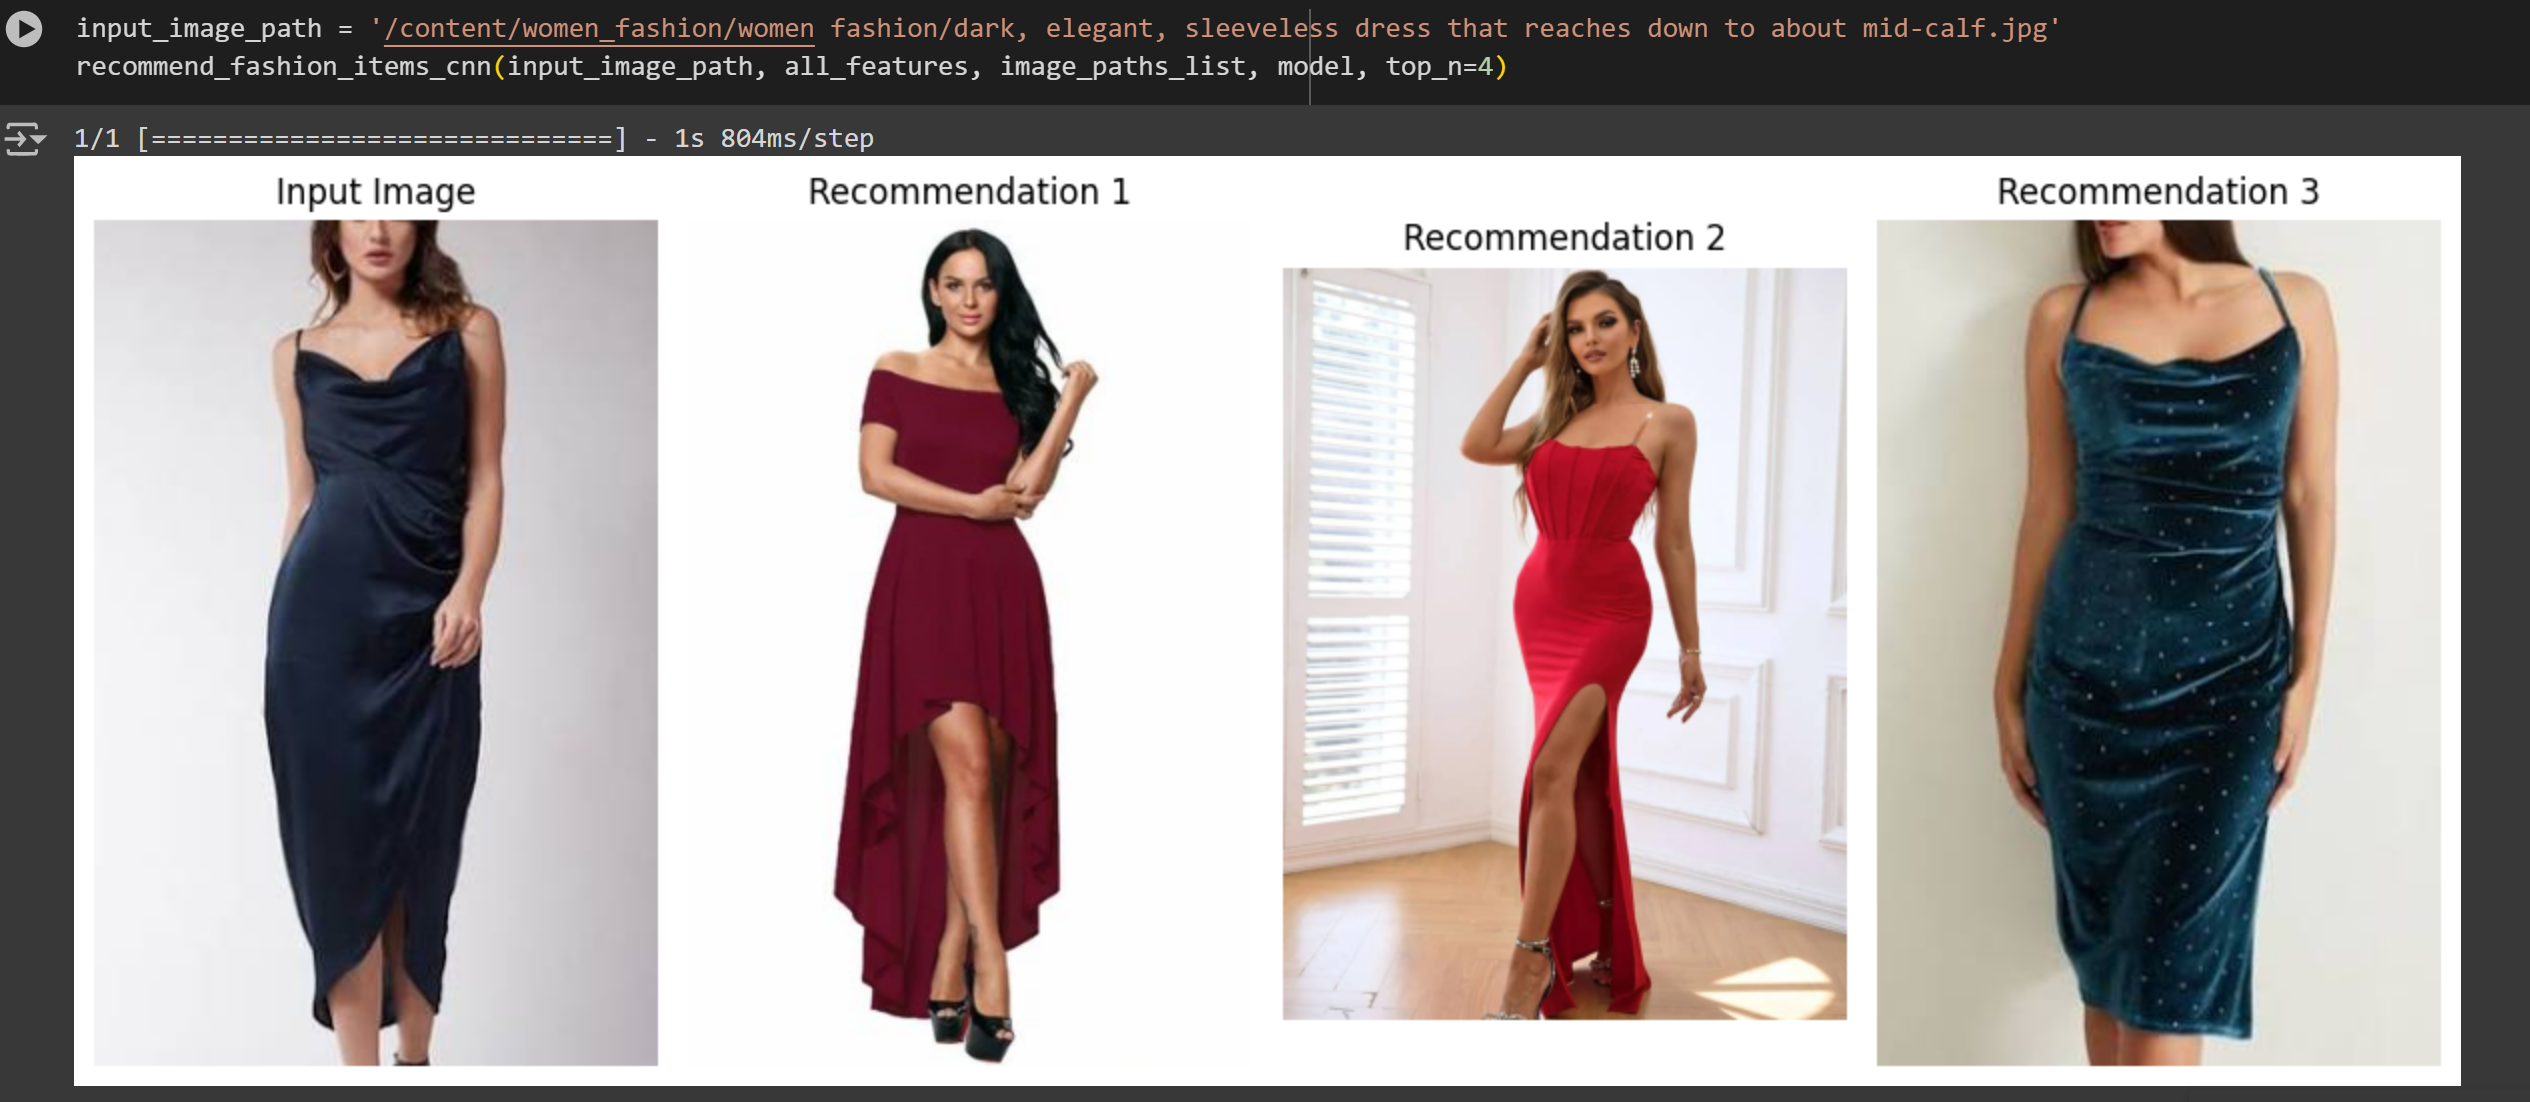 input_image_path = '/content/women_fashion/women fashion/dark, elegant, sleeveless dress that reaches down to about mid-calf.jpg'
recommend_fashion_items_cnn(input_image_path, all_features, image_paths_list, model, top_n=4)
1/1 [==============================] - 1s 804ms/step
Input Image
Recommendation 1
Recommendation 2
Recommendation 3